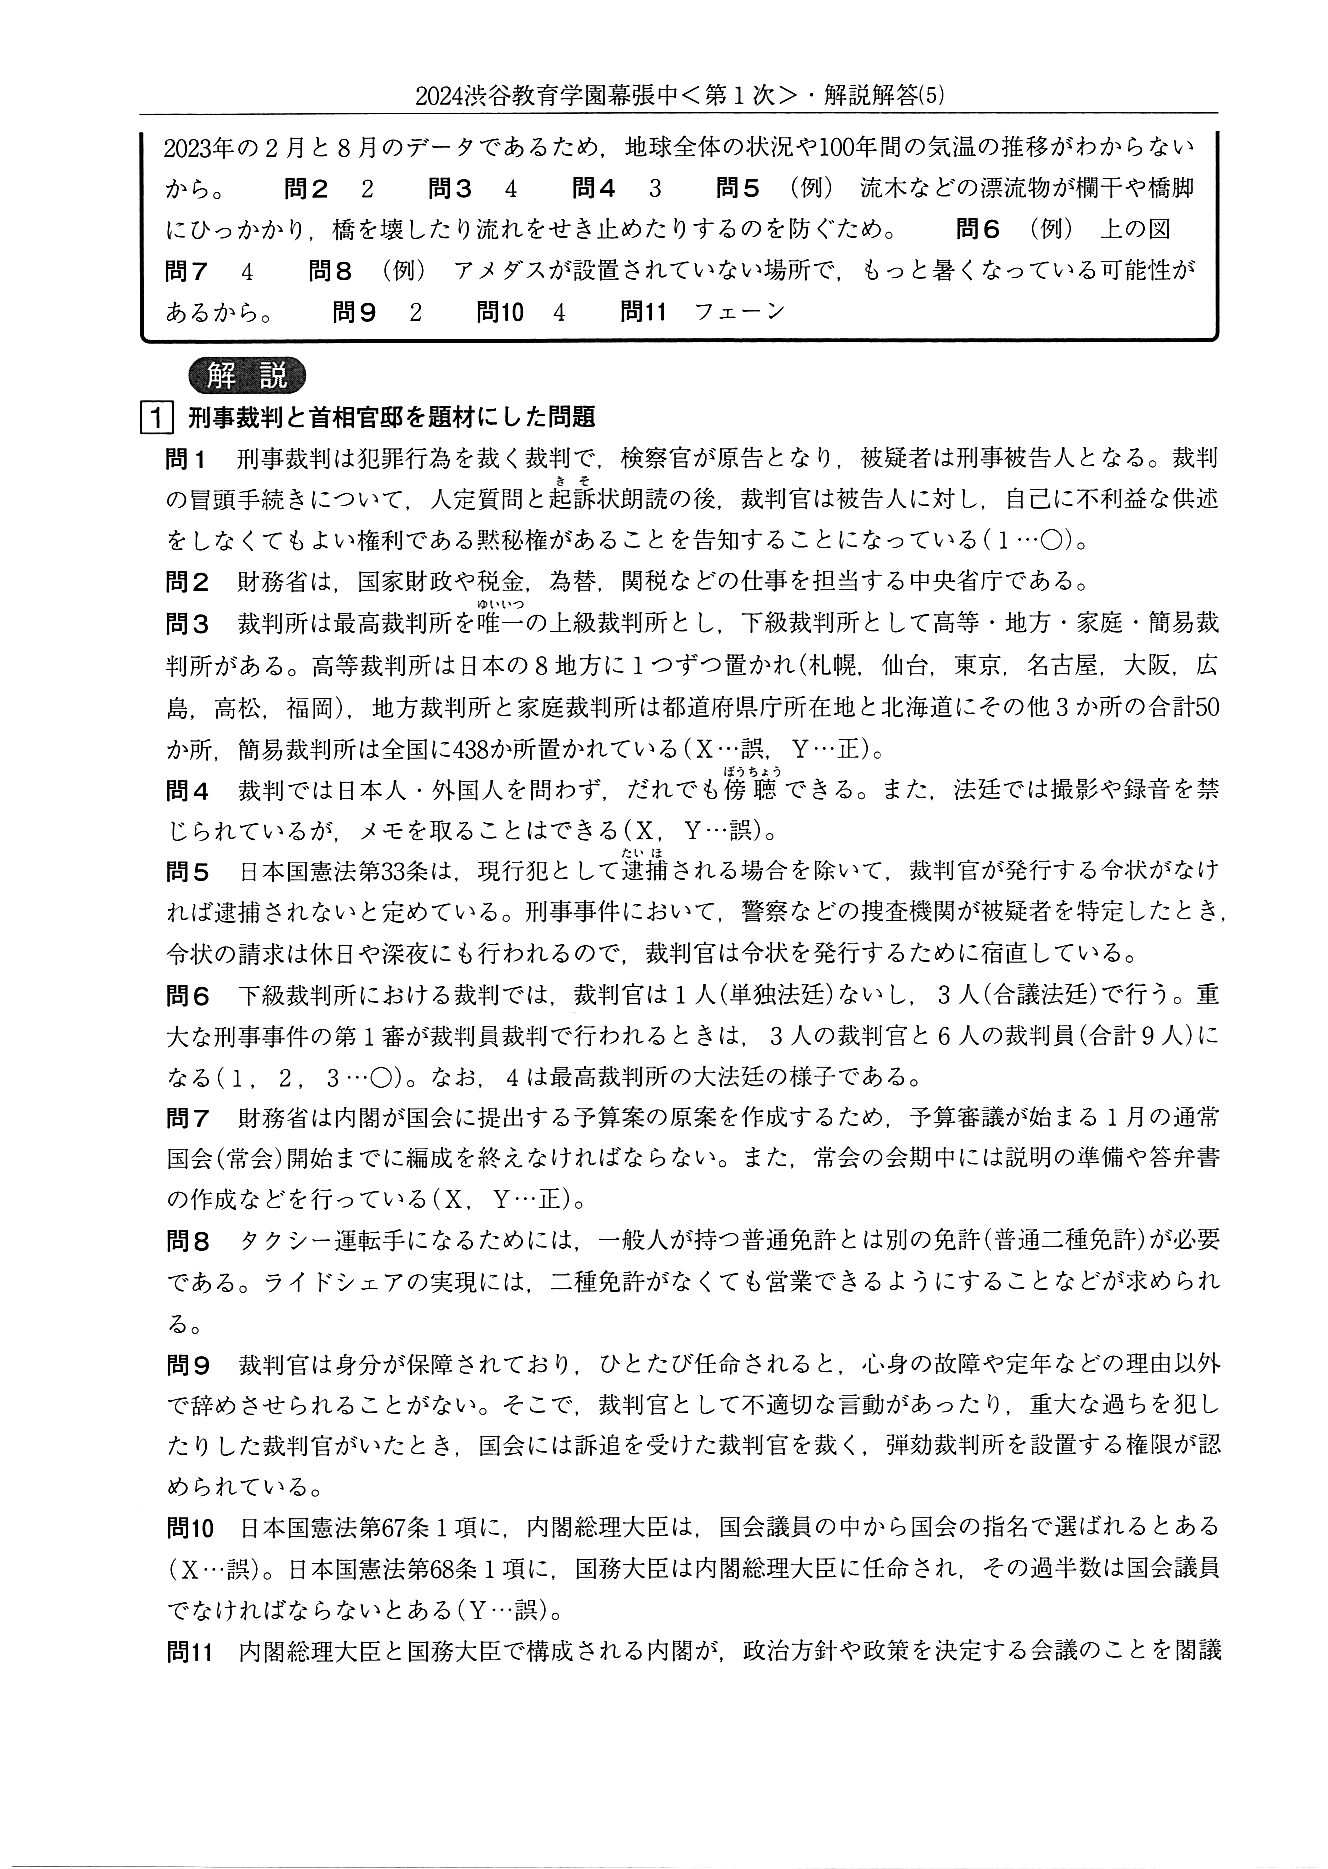 2024渋谷教育学園幕張中＜第１次＞・解説解答(5)
2023年の２月と８月のデータであるため，地球全体の状況や100年間の気温の推移がわからない
から。　問２　２　問３　４　問４　３　問５　（例）　流木などの漂流物が欄干や橋脚
にひっかかり，橋を壊したり流れをせき止めたりするのを防ぐため。　問６　（例）　上の図
問７　４　問８　（例）　アメダスが設置されていない場所で，もっと暑くなっている可能性が
あるから。　問９　２　問10　４　問11　フェーン
解　説
1　刑事裁判と首相官邸を題材にした問題
問１　刑事裁判は犯罪行為を裁く裁判で，検察官が原告となり，被疑者は刑事被告人となる。裁判
きそ
の冒頭手続きについて，人定質問と起訴状朗読の後，裁判官は被告人に対し，自己に不利益な供述
をしなくてもよい権利である黙秘権があることを告知することになっている(１…〇)。
問２　財務省は，国家財政や税金，為替，関税などの仕事を担当する中央省庁である。
ゆいいつ
問３　裁判所は最高裁判所を唯一の上級裁判所とし，下級裁判所として高等・地方・家庭・簡易裁
判所がある。高等裁判所は日本の８地方に１つずつ置かれ(札幌，仙台，東京，名古屋，大阪，広
島，高松，福岡)，地方裁判所と家庭裁判所は都道府県庁所在地と北海道にその他３か所の合計50
か所，簡易裁判所は全国に438か所置かれている(Ｘ…誤，Ｙ…正)。
ぼうちょう
問４　裁判では日本人・外国人を問わず，だれでも傍聴できる。また，法廷では撮影や録音を禁
じられているが，メモを取ることはできる(Ｘ，Ｙ…誤)。
たいほ
問５　日本国憲法第33条は，現行犯として逮捕される場合を除いて，裁判官が発行する令状がなけ
れば逮捕されないと定めている。刑事事件において，警察などの捜査機関が被疑者を特定したとき，
令状の請求は休日や深夜にも行われるので，裁判官は令状を発行するために宿直している。
問６　下級裁判所における裁判では，裁判官は１人(単独法廷)ないし，３人(合議法廷)で行う。重
大な刑事事件の第１審が裁判員裁判で行われるときは，３人の裁判官と６人の裁判員(合計９人)に
なる(１，２，３…〇)。なお，４は最高裁判所の大法廷の様子である。
問７　財務省は内閣が国会に提出する予算案の原案を作成するため，予算審議が始まる１月の通常
国会(常会)開始までに編成を終えなければならない。また，常会の会期中には説明の準備や答弁書
の作成などを行っている(Ｘ，Ｙ…正)。
問８　タクシー運転手になるためには，一般人が持つ普通免許とは別の免許(普通二種免許)が必要
である。ライドシェアの実現には，二種免許がなくても営業できるようにすることなどが求められ
る。
問９　裁判官は身分が保障されており，ひとたび任命されると，心身の故障や定年などの理由以外
で辞めさせられることがない。そこで，裁判官として不適切な言動があったり，重大な過ちを犯し
たりした裁判官がいたとき，国会には訴追を受けた裁判官を裁く，弾劾裁判所を設置する権限が認
められている。
問10　日本国憲法第67条１項に，内閣総理大臣は，国会議員の中から国会の指名で選ばれるとある
(Ｘ…誤)。日本国憲法第68条１項に，国務大臣は内閣総理大臣に任命され，その過半数は国会議員
でなければならないとある(Ｙ…誤)。
問11　内閣総理大臣と国務大臣で構成される内閣が，政治方針や政策を決定する会議のことを閣議